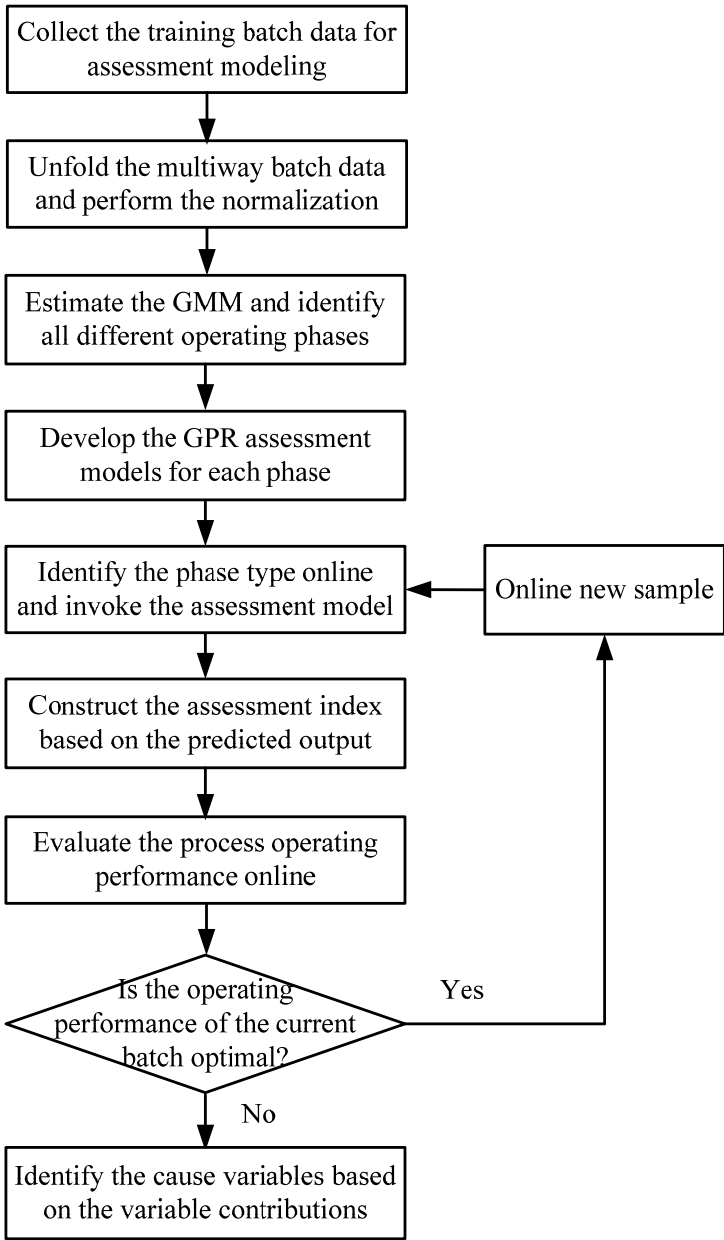 Collect the training batch data for
assessment modeling
Unfold the multiway batch data
and perform the normalization
Estimate the GMM and identify
all different operating phases
Develop the GPR assessment
models for each phase
Identify the phase type online
and invoke the assessment model
Online new sample
Construct the assessment index
based on the predicted output
Evaluate the process operating
performance online
Is the operating
performance of the current
batch optimal?
Yes
No
Identify the cause variables based
on the variable contributions